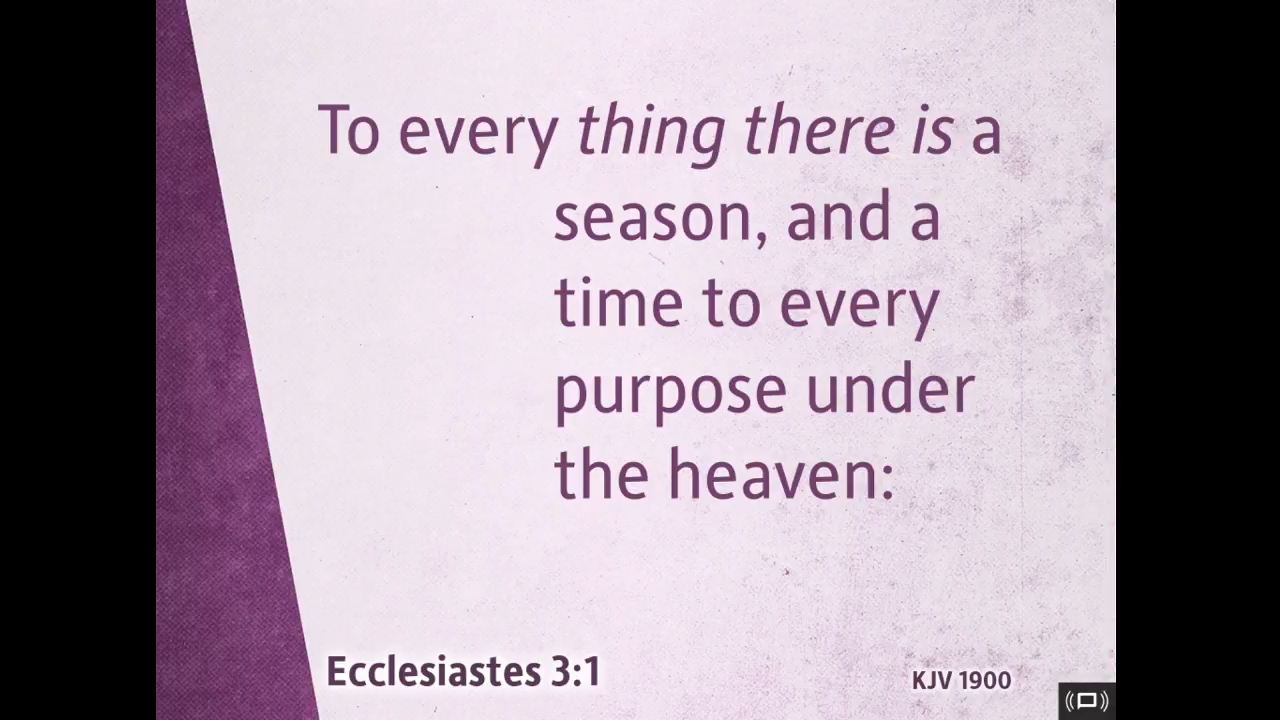 To every thing there is a
season, and a
time to every
purpose under
the heaven:
Ecclesiastes 3:1
KJV 1900